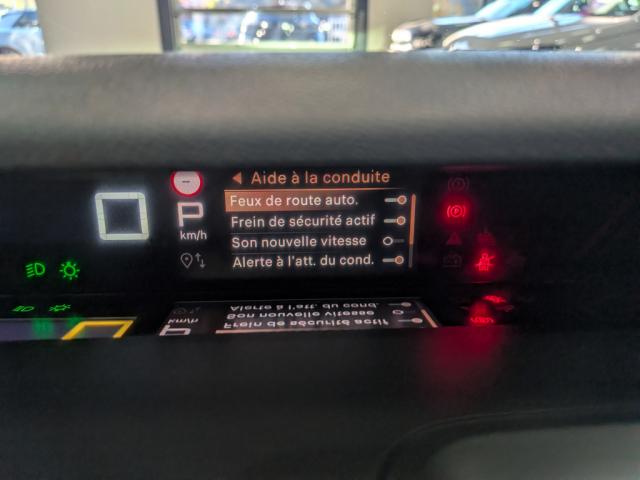 Aide à la conduite
Feux de route auto.
Frein de sécurité actif
Son nouvelle vitesse
Alerte à l'att. du cond.
0
P
km/h